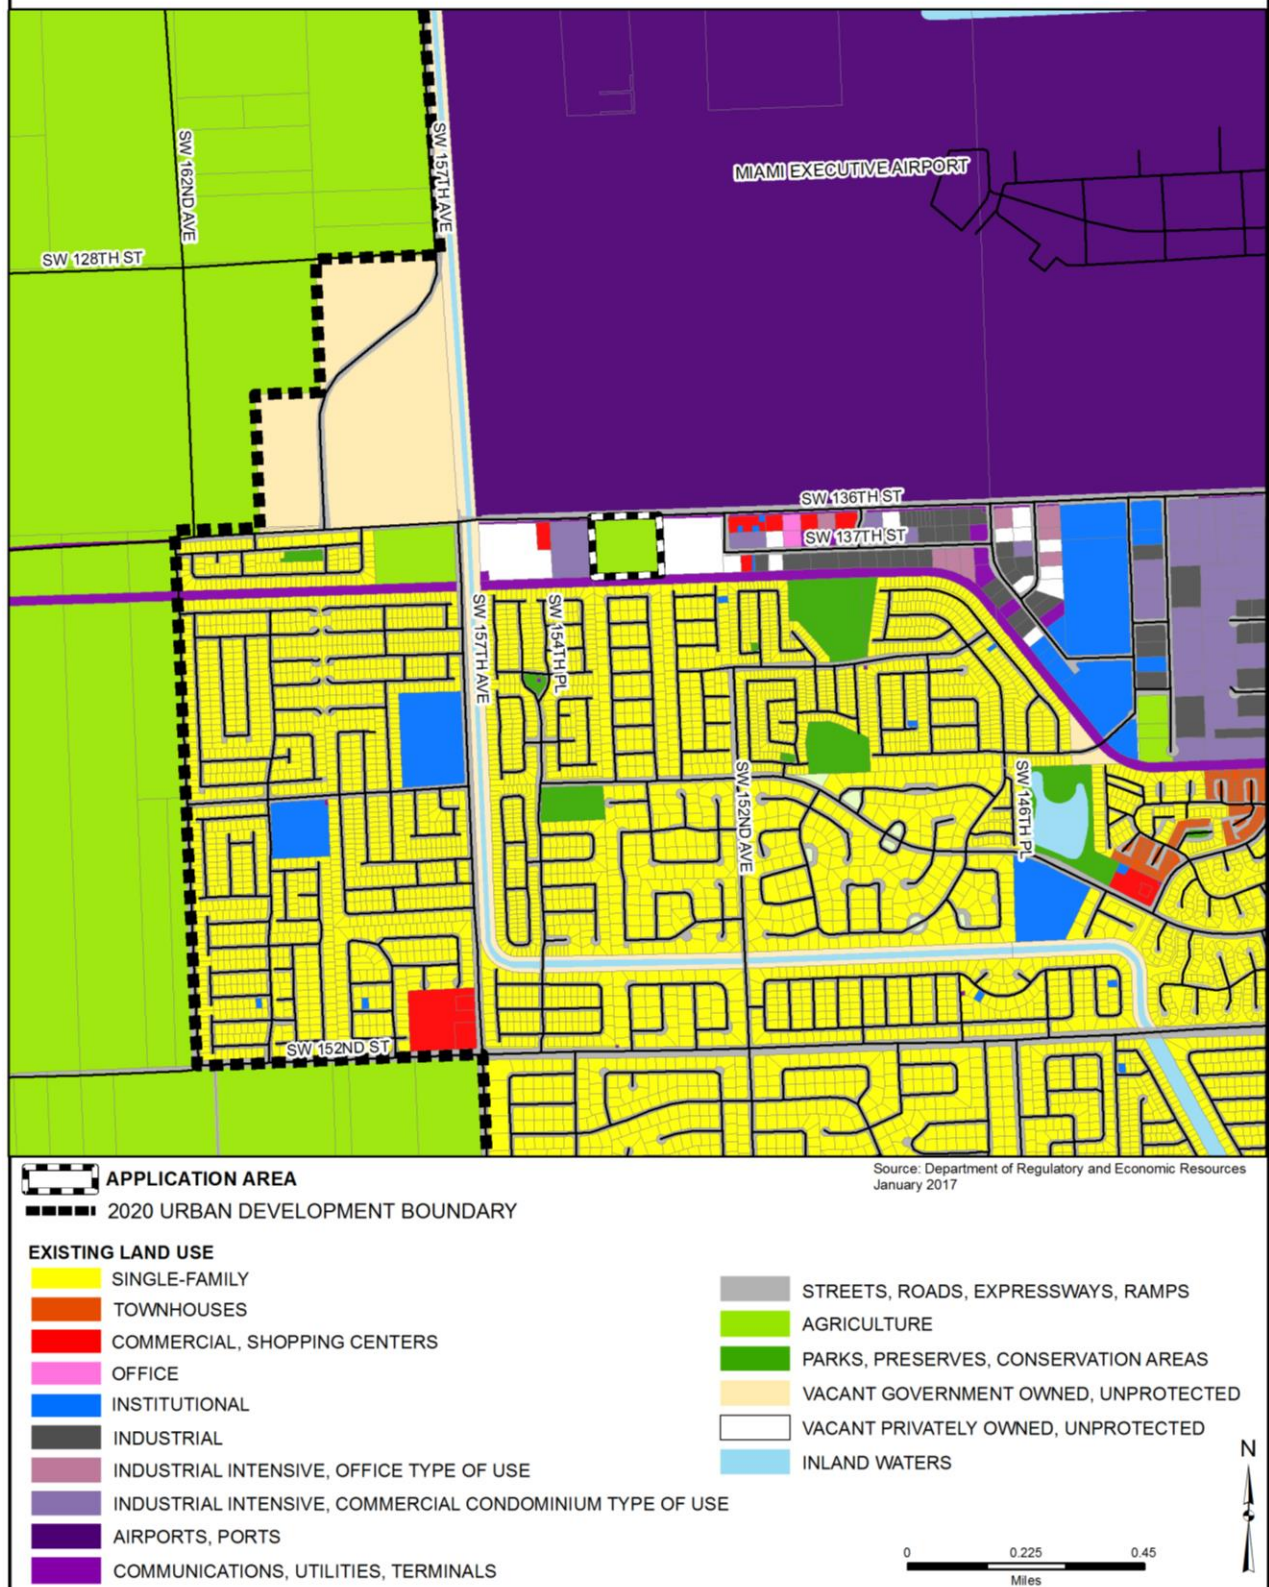 SW 162ND AVE
SW 157TH AVE
MIAMI EXECUTIVE AIRPORT
SW 128TH ST
SW 136TH ST
SW 137TH ST
SW 157TH AVE
SW 154TH PL
SW 152ND AVE
SW 146TH PL
SW 152ND ST
APPLICATION AREA
2020 URBAN DEVELOPMENT BOUNDARY
Source: Department of Regulatory and Economic Resources
January 2017
EXISTING LAND USE
SINGLE-FAMILY
TOWNHOUSES
COMMERCIAL, SHOPPING CENTERS
OFFICE
INSTITUTIONAL
INDUSTRIAL
INDUSTRIAL INTENSIVE, OFFICE TYPE OF USE
INDUSTRIAL INTENSIVE, COMMERCIAL CONDOMINIUM TYPE OF USE
AIRPORTS, PORTS
COMMUNICATIONS, UTILITIES, TERMINALS
STREETS, ROADS, EXPRESSWAYS, RAMPS
AGRICULTURE
PARKS, PRESERVES, CONSERVATION AREAS
VACANT GOVERNMENT OWNED, UNPROTECTED
VACANT PRIVATELY OWNED, UNPROTECTED
INLAND WATERS
N
0 0.225 0.45
Miles